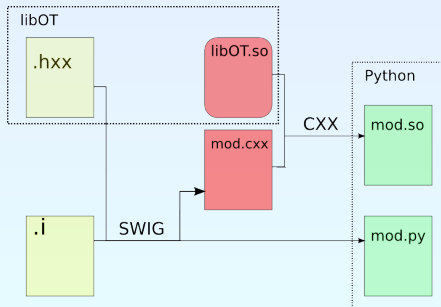 libOT
.hxx
libOT.so
Python
mod.cxx
CXX
mod.so
.i
SWIG
mod.py